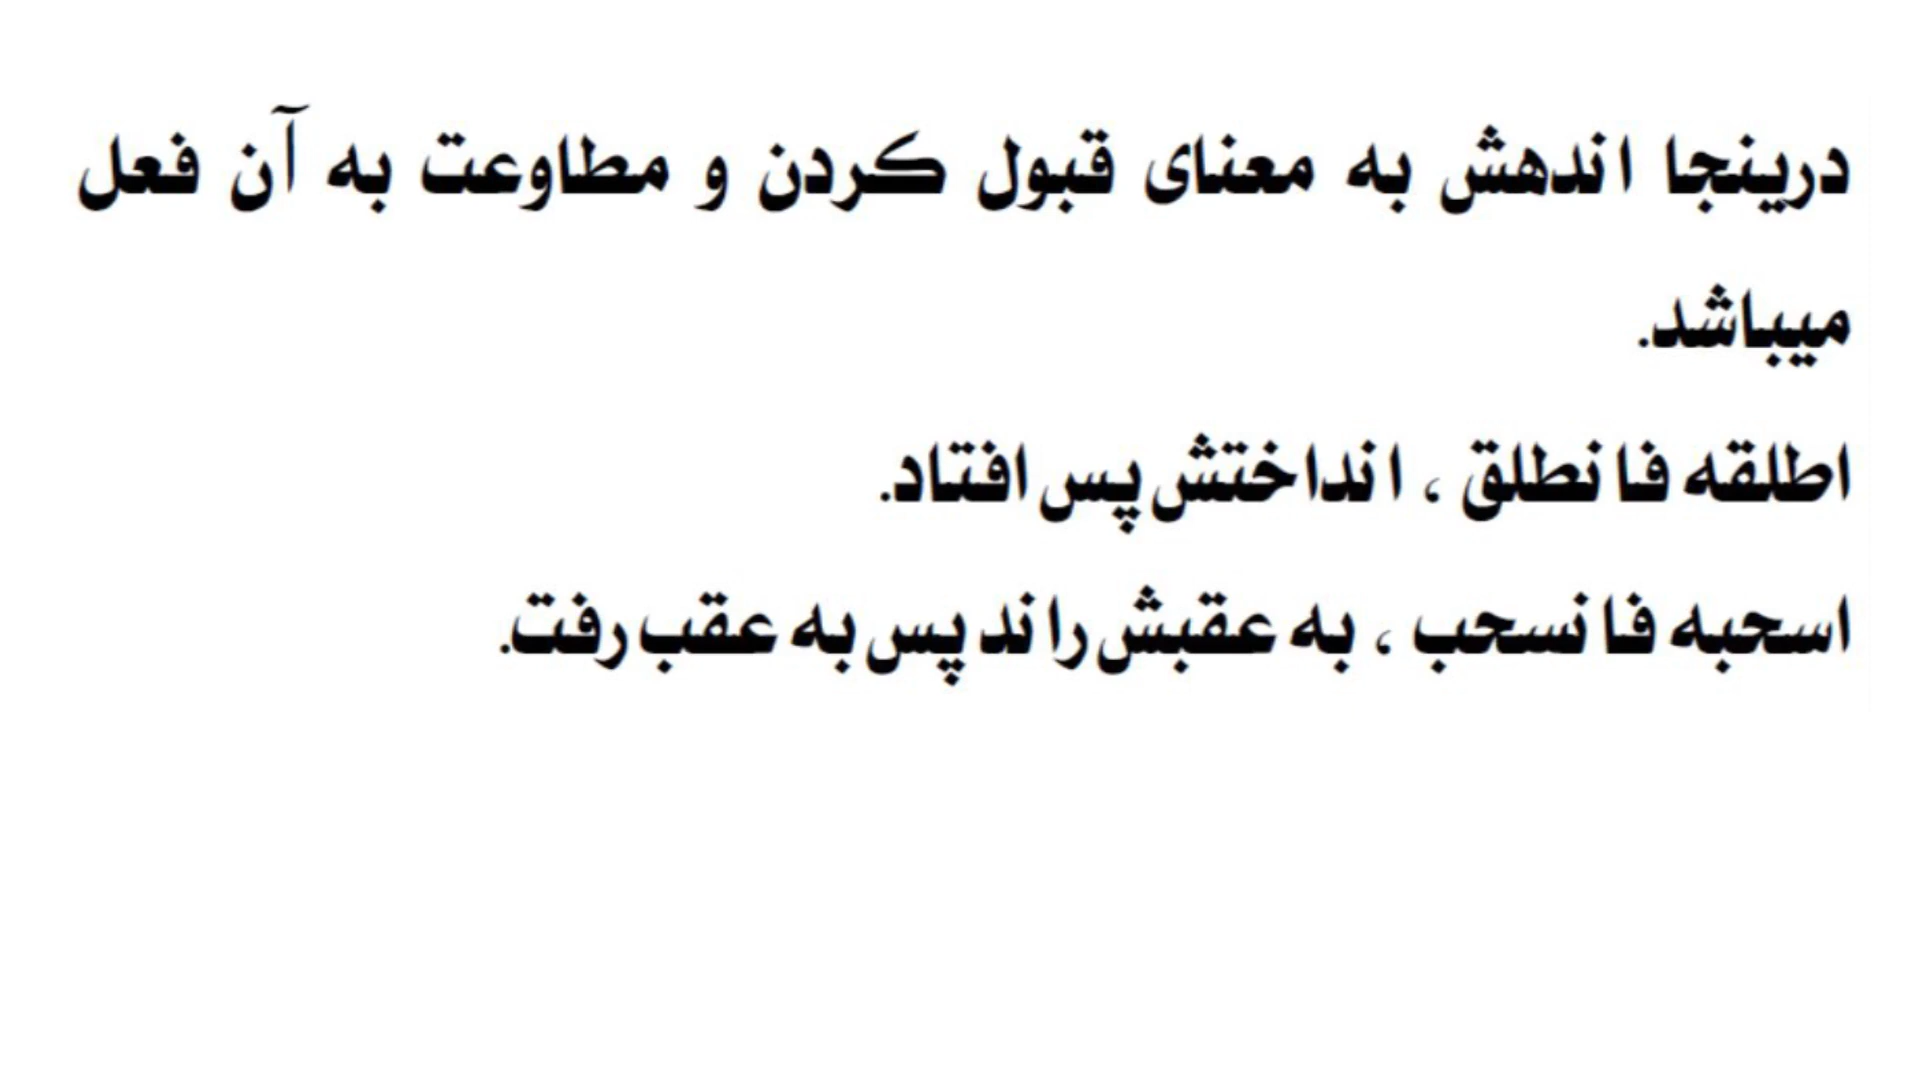 درینجا اندهش به معنای قبول کردن و مطاوعت به آن فعل
میباشد.
اطلقه فانطلق ، انداختش پس افتاد.
اسحبه فانسحب ، به عقبش راند پس به عقب رفت.